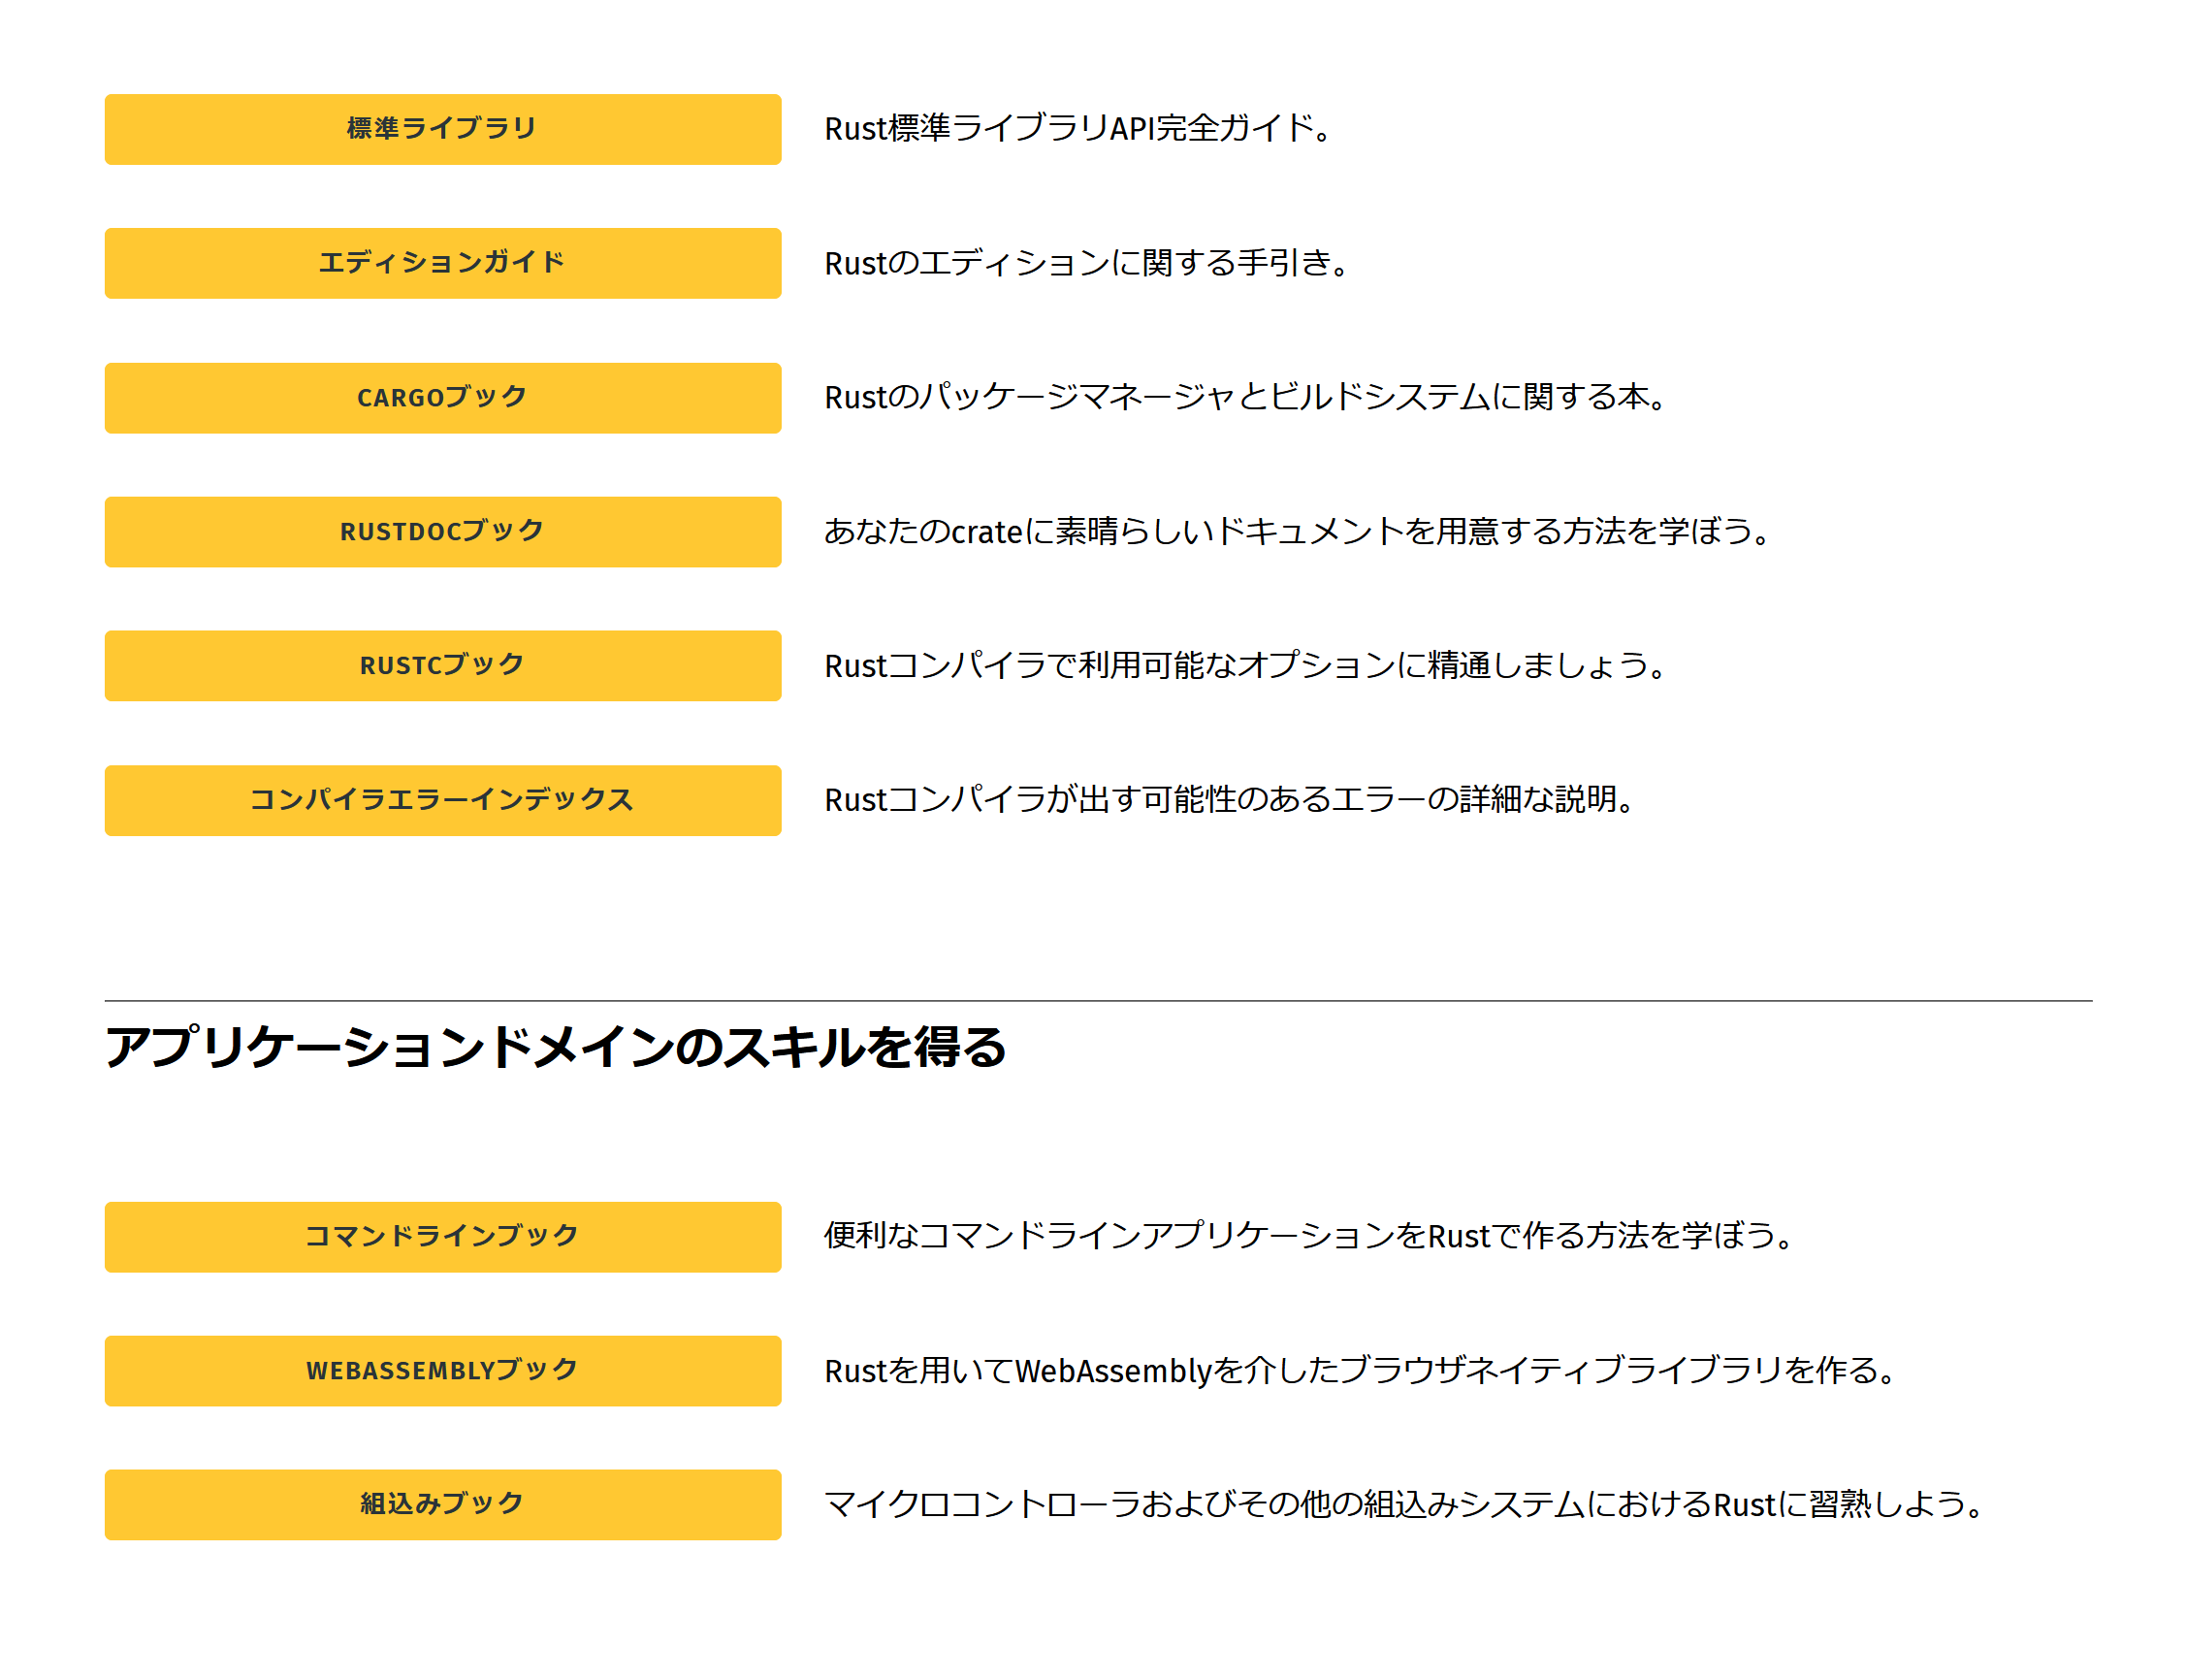 標準ライブラリ
Rust標準ライブラリAPI完全ガイド。
エディションガイド
Rustのエディションに関する手引き。
CARGOブック
Rustのパッケージマネージャとビルドシステムに関する本。
RUSTDOCブック
あなたのcrateに素晴らしいドキュメントを用意する方法を学ぼう。
RUSTCブック
Rustコンパイラで利用可能なオプションに精通しましょう。
コンパイラエラーインデックス
Rustコンパイラが出す可能性のあるエラーの詳細な説明。
アプリケーションドメインのスキルを得る
コマンドラインブック
便利なコマンドラインアプリケーションをRustで作る方法を学ぼう。
WEBASSEMBLYブック
Rustを用いてWebAssemblyを介したブラウザネイティブライブラリを作る。
組込みブック
マイクロコントローラおよびその他の組込みシステムにおけるRustに習熟しよう。